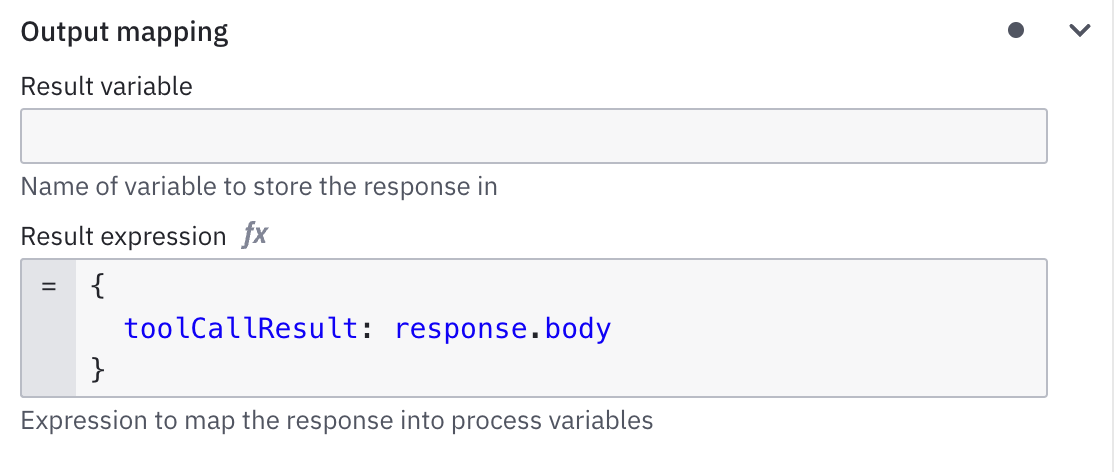 Output mapping
Result variable
Name of variable to store the response in
Result expression fx
= {
toolCallResult: response.body
}
Expression to map the response into process variables